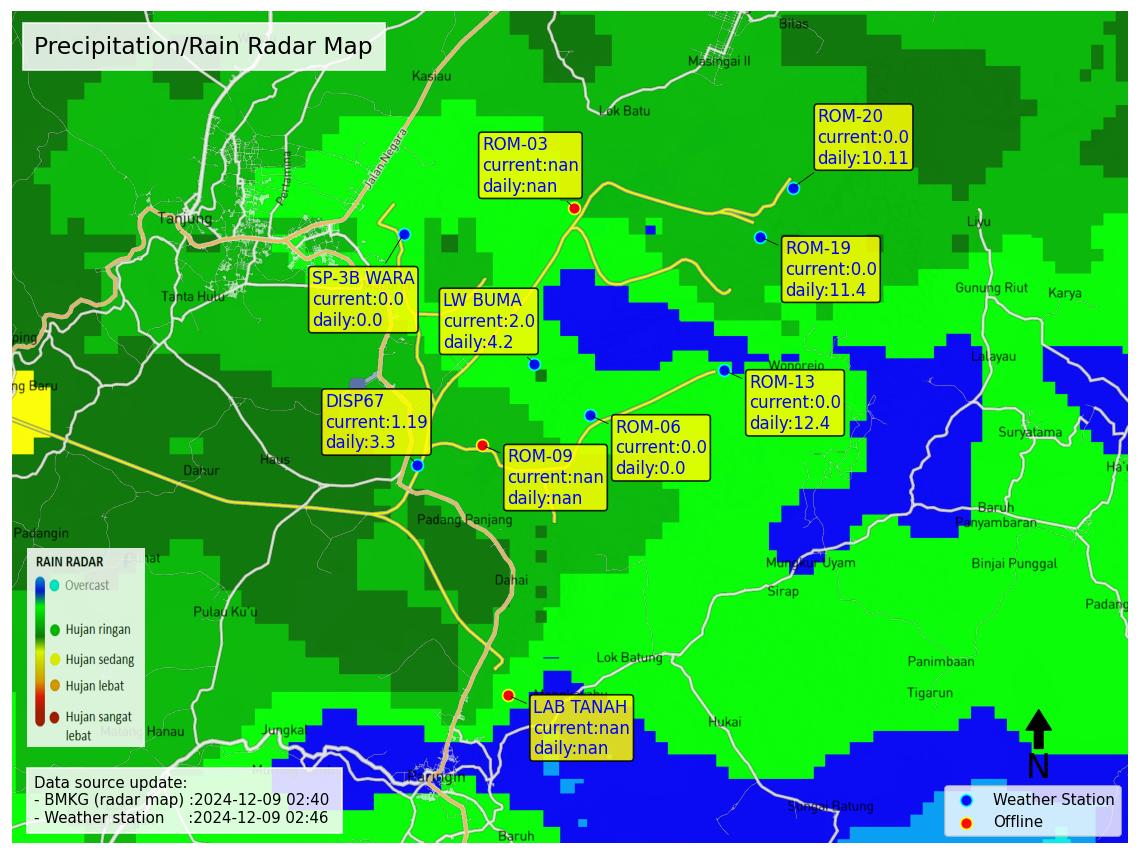 Precipitation/Rain Radar Map
Bitas
Masingai II
Kasiau
Lok Batu
Jalan Negara
Pertamina
ROM-20
current:0.0
daily:10.11
ROM-03
current:nan
daily:nan
Tanjung
Liyu
ROM-19
current:0.0
daily:11.4
SP-3B WARA
current:0.0
daily:0.0
Tanta Hulu
LW BUMA
current:2.0
daily:4.2
Gunung Riut
Karya
ping
Lalayau
Wonorejo
ng Baru
ROM-13
current:0.0
daily:12.4
DISP67
current:1.19
daily:3.3
ROM-06
current:0.0
daily:0.0
Suryatama
ROM-09
current:nan
daily:nan
Haus
Dahur
Baruh
Panyambaran
Padang Panjang
Padangin
Mungkur Uyam
Binjai Punggal
Dahai
Sirap
Padang
Pulau Ku'u
RAIN RADAR
Overcast
Hujan ringan
Hujan sedang
Hujan lebat
Hujan sangat
lebat
Lok Batung
Panimbaan
Tigarun
LAB TANAH
current:nan
daily:nan
Hukai
Matang Hanau
Jungkal
Paringin
Sungai Batung
Baruh
N
Data source update:
- BMKG (radar map) :2024-12-09 02:40
- Weather station :2024-12-09 02:46
Weather Station
Offline